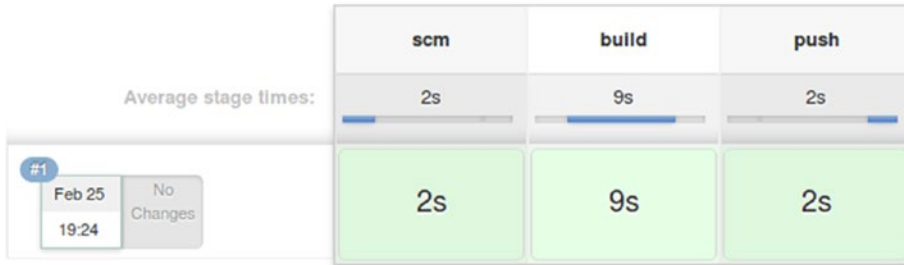 scm build push
Average stage times: 2s 9s 2s
#1
Feb 25 No
Changes
19:24
2s 9s 2s